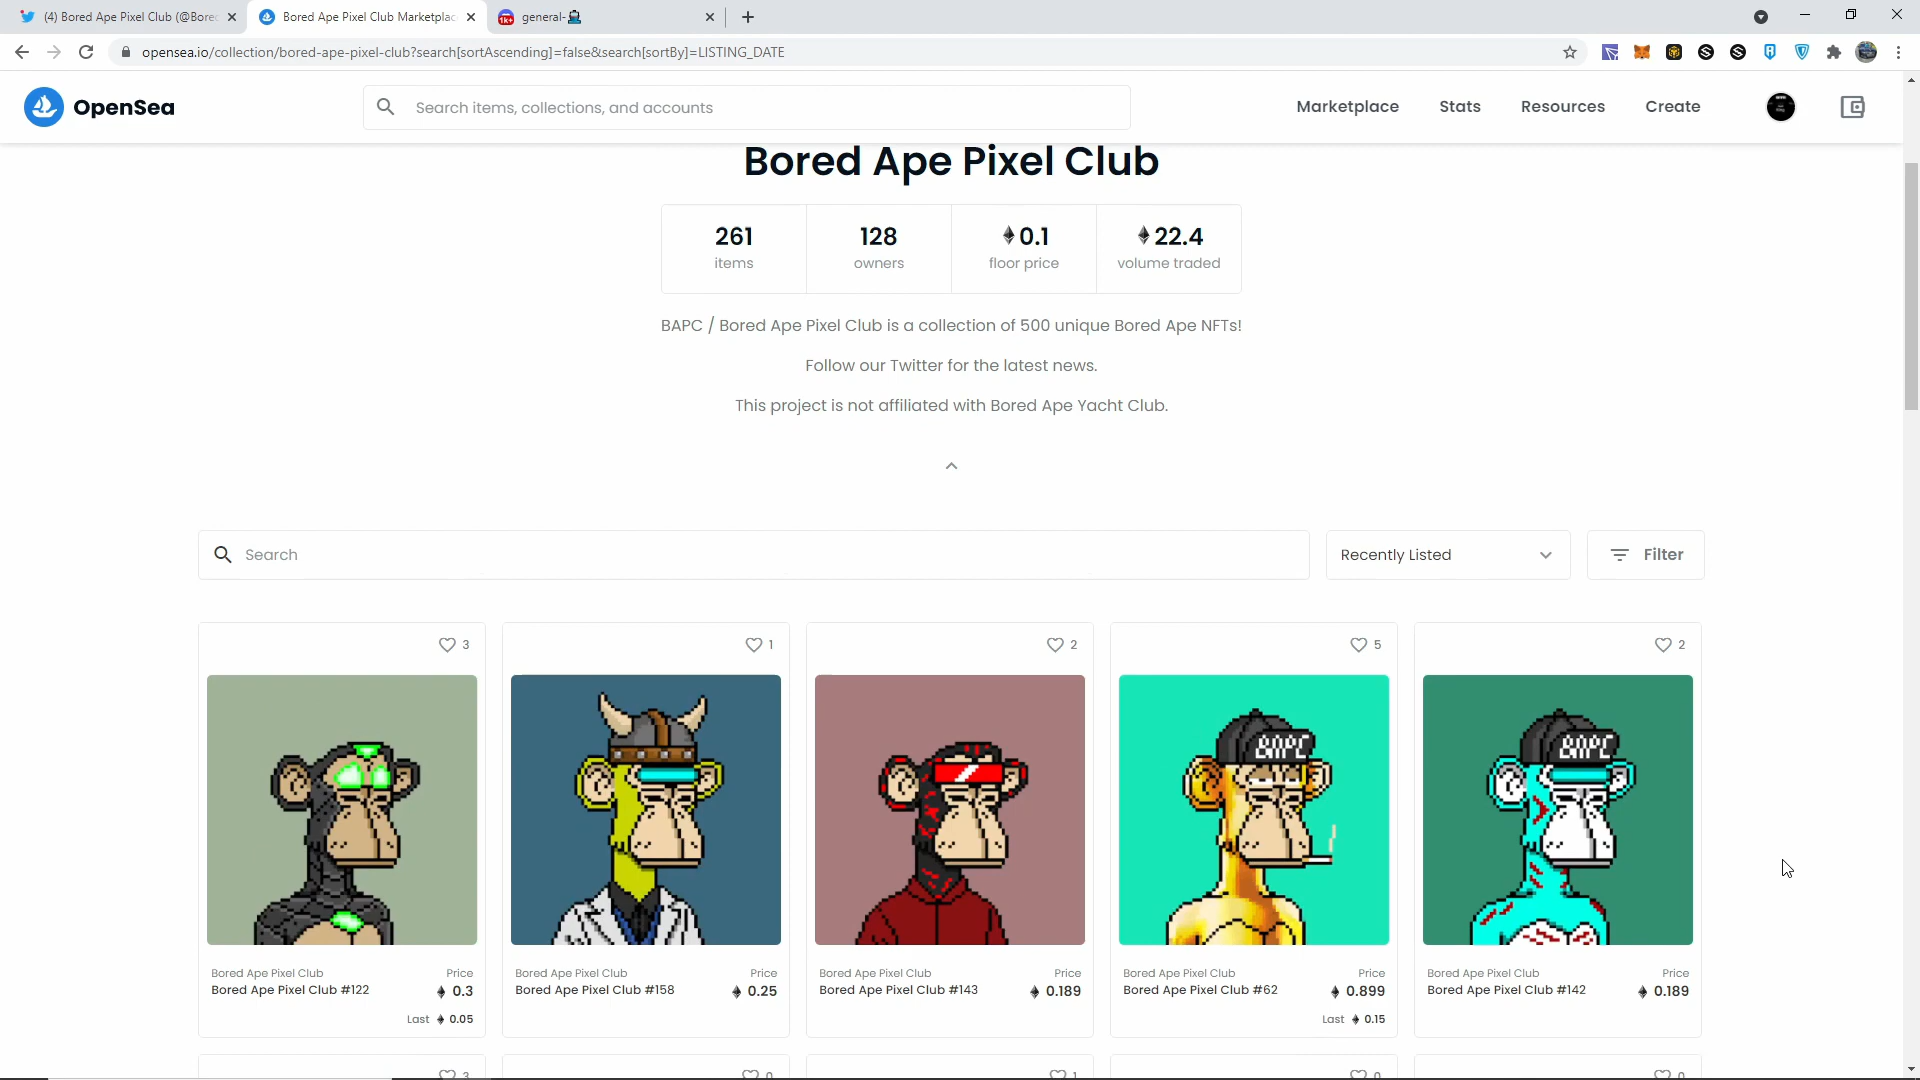 (4) Bored Ape Pixel Club (@Bore
Bored Ape Pixel Club Marketplac
1k+
general-
opensea.io/collection/bored-ape-pixel-club?search[sortAscending]=false&search[sortBy]=LISTING_DATE
OpenSea
Search items, collections, and accounts
Marketplace
Stats
Resources
Create
Bored Ape Pixel Club
261
items
128
owners
0.1
floor price
22.4
volume traded
BAPC / Bored Ape Pixel Club is a collection of 500 unique Bored Ape NFTs!
Follow our Twitter for the latest news.
This project is not affiliated with Bored Ape Yacht Club.
Search
Recently Listed
Filter
3
1
2
5
2
BAPC
BAPC
Bored Ape Pixel Club
Price
Bored Ape Pixel Club #122
0.3
Last 0.05
Bored Ape Pixel Club
Price
Bored Ape Pixel Club #158
0.25
Bored Ape Pixel Club
Price
Bored Ape Pixel Club #143
0.189
Bored Ape Pixel Club
Price
Bored Ape Pixel Club #62
0.899
Last 0.15
Bored Ape Pixel Club
Price
Bored Ape Pixel Club #142
0.189
3
0
1
0
0